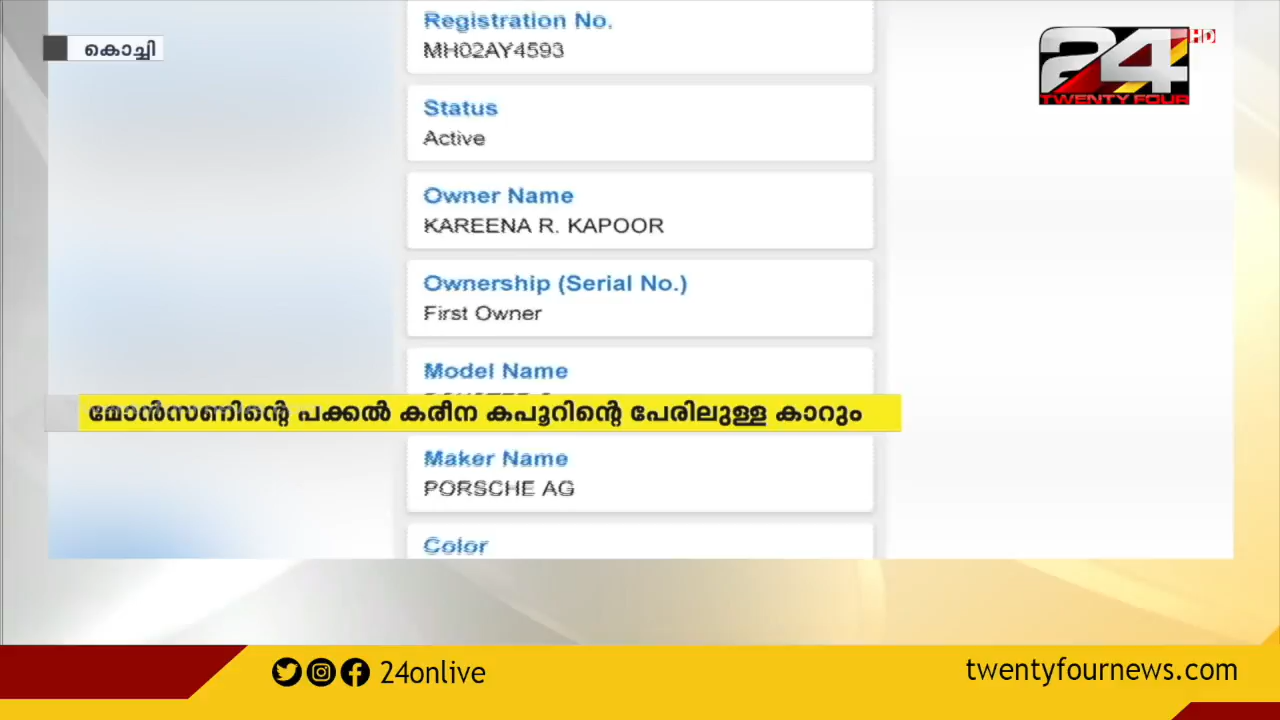 കൊച്ചി
24
HD
TWENTY FOUR
Registration No.
MH02AY4593
Status
Active
Owner Name
KAREENA R. KAPOOR
Ownership (Serial No.)
First Owner
Model Name
മോൻസണിന്റെ പക്കൽ കരീന കപൂറിന്റെ പേരിലുള്ള കാറും
Maker Name
PORSCHE AG
Color
24onlive
twentyfournews.com